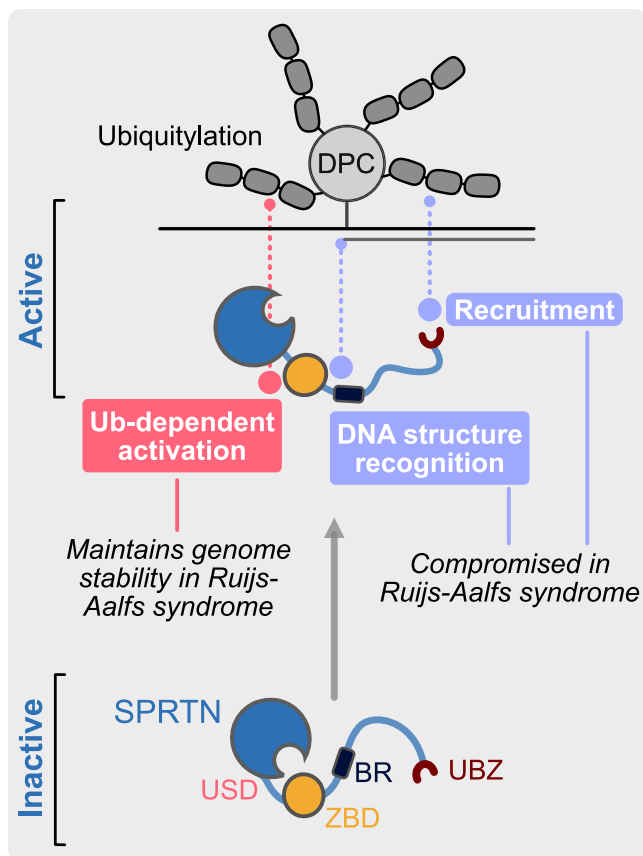 Ubiquitylation
DPC
Active
Recruitment
Ub-dependent
activation
DNA structure
recognition
Maintains genome
stability in Ruijs-
Aalfs syndrome
Compromised in
Ruijs-Aalfs syndrome
Inactive
SPRTN
USD
ZBD
BR
UBZ